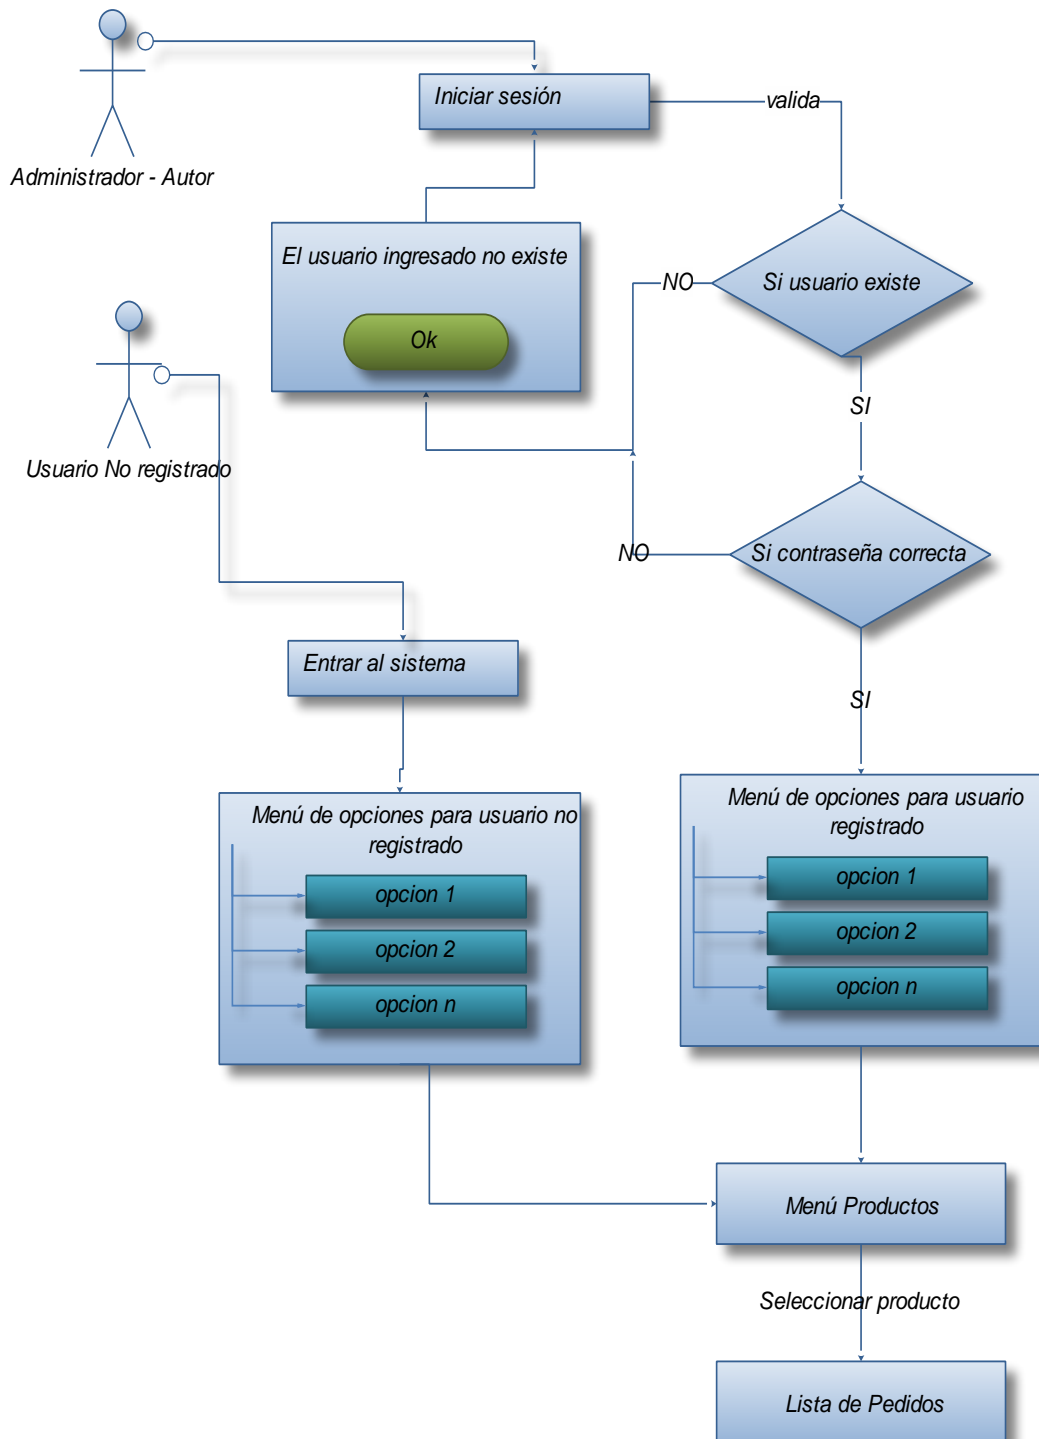 Iniciar sesión
valida
Administrador - Autor
El usuario ingresado no existe
Ok
NO
Si usuario existe
SI
Usuario No registrado
NO
Si contraseña correcta
Entrar al sistema
SI
Menú de opciones para usuario no
registrado
opcion 1
opcion 2
opcion n
Menú de opciones para usuario
registrado
opcion 1
opcion 2
opcion n
Menú Productos
Seleccionar producto
Lista de Pedidos